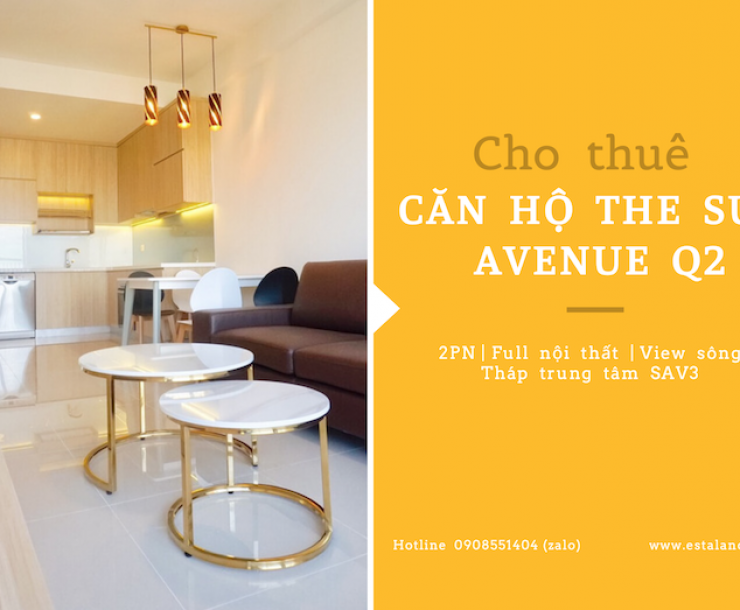 Cho thuê
CĂN HỘ THE SU
AVENUE Q2
2PN|Full nội thất |View sông
Tháp trung tâm SAV3
Hotline 0908551404 (zalo)
www.estaland